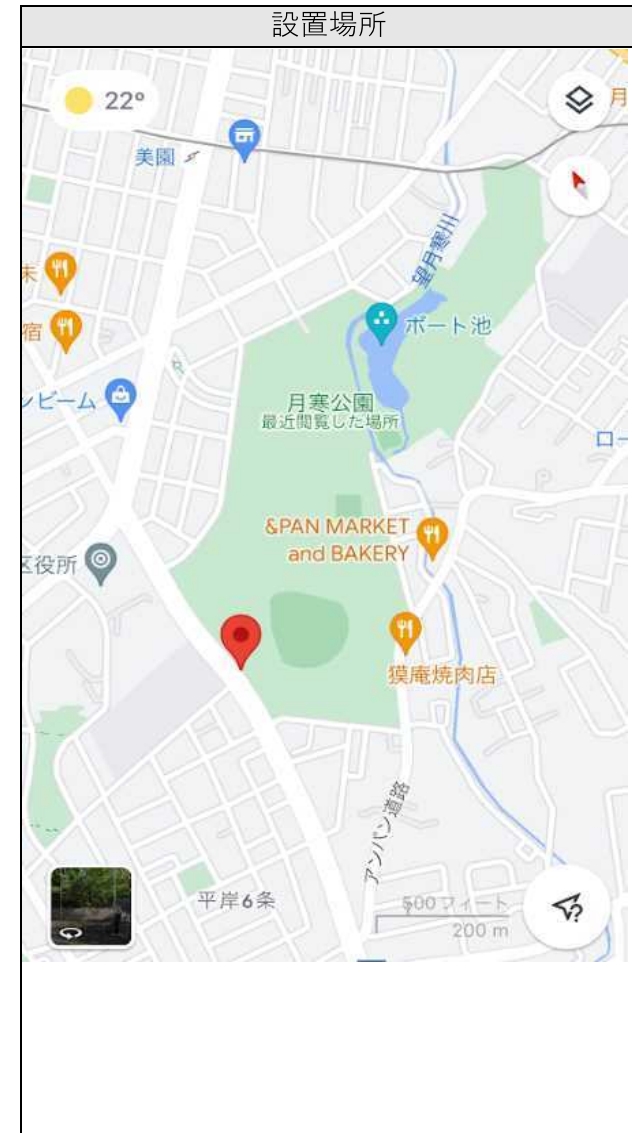 設置場所
22°
月
美園
望月寒川
末
宿
ボート池
ンビーム
月寒公園
最近閲覧した場所
ロー
&PAN MARKET
and BAKERY
区役所
獏庵焼肉店
アンパン道路
平岸6条
500 フィート
200 m
?